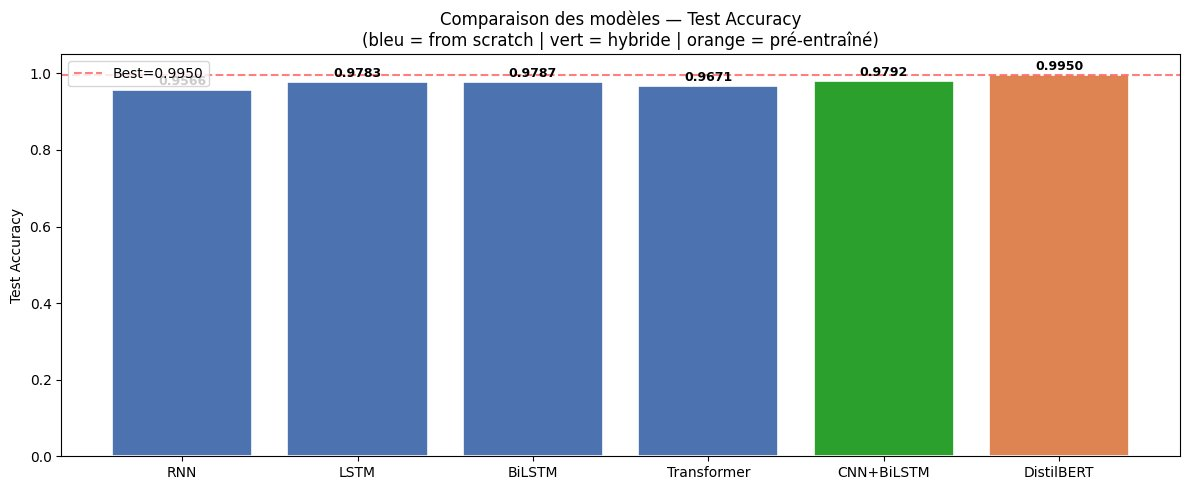 Comparaison des modèles — Test Accuracy
(bleu = from scratch | vert = hybride | orange = pré-entraîné)
Best=0.9950
0.9566
0.9783
0.9787
0.9671
0.9792
0.9950
Test Accuracy
1.0
0.8
0.6
0.4
0.2
0.0
RNN
LSTM
BiLSTM
Transformer
CNN+BiLSTM
DistilBERT